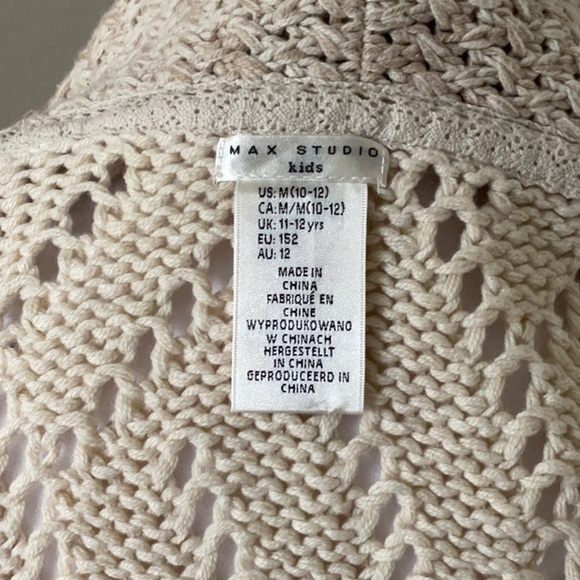 MAX STUDIO
kids
US: M(10-12)
CA: M/M(10-12)
UK: 11-12 yrs
EU: 152
AU: 12
MADE IN
CHINA
FABRIQUÉ EN
CHINE
WYPRODUKOWANO
W CHINACH
HERGESTELLT
IN CHINA
GEPRODUCEERD IN
CHINA